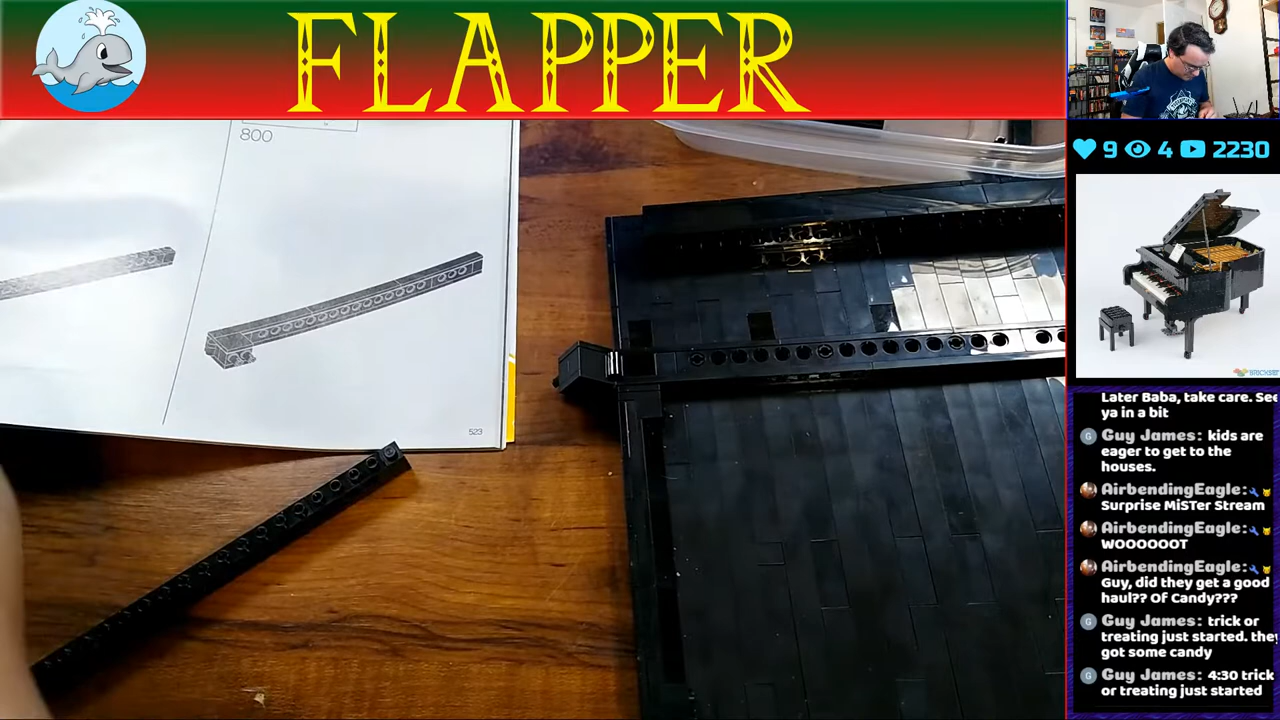 FLAPPER
800
523
9 4 2230
BRICKSET
Later Baba, take care. See
ya in a bit
G Guy James: kids are
eager to get to the
houses.
AirbendingEagle:
Surprise MiSTer Stream
AirbendingEagle:
WOOOOOOT
AirbendingEagle:
Guy, did they get a good
haul?? Of Candy???
G Guy James: trick or
treating just started. they
got some candy
G Guy James: 4:30 trick
or treating just started